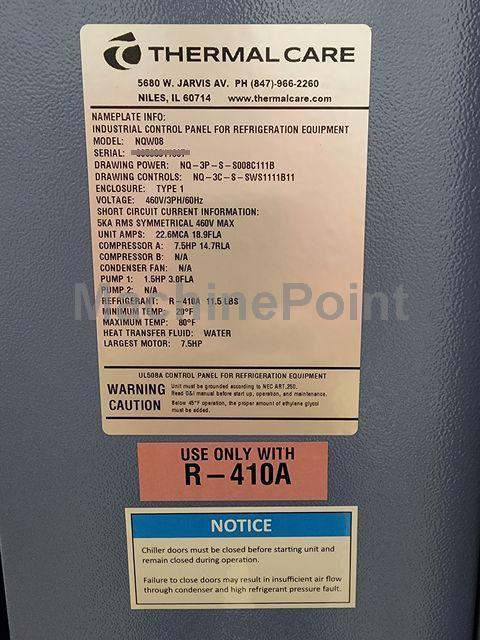 THERMAL CARE
5680 W. JARVIS AV. PH (847)-966-2260
NILES, IL 60714 www.thermalcare.com
NAMEPLATE INFO:
INDUSTRIAL CONTROL PANEL FOR REFRIGERATION EQUIPMENT
MODEL: NQW08
SERIAL:
DRAWING POWER: NQ-3P-S-S008C111B
DRAWING CONTROLS: NQ-3C-S-SWS1111B11
ENCLOSURE: TYPE 1
VOLTAGE: 460V/3PH/60Hz
SHORT CIRCUIT CURRENT INFORMATION:
5KA RMS SYMMETRICAL 460V MAX
UNIT AMPS: 22.6MCA 18.9FLA
COMPRESSOR A: 7.5HP 14.7RLA
COMPRESSOR B: N/A
CONDENSER FAN: N/A
PUMP 1: 1.5HP 3.0FLA
PUMP 2: N/A
MachinePoint
REFRIGERANT: R-410A 11.5 LBS
MINIMUM TEMP: 20°F
MAXIMUM TEMP: 80°F
HEAT TRANSFER FLUID: WATER
LARGEST MOTOR: 7.5HP
UL508A CONTROL PANEL FOR REFRIGERATION EQUIPMENT
WARNING Unit must be grounded according to NEC ART.250.
Read O&I manual before start up, operation, and maintenance.
CAUTION Below 45°F operation, the proper amount of ethylene glycol
must be added.
USE ONLY WITH
R-410A
NOTICE
Chiller doors must be closed before starting unit and
remain closed during operation.
Failure to close doors may result in insufficient air flow
through condenser and high refrigerant pressure fault.